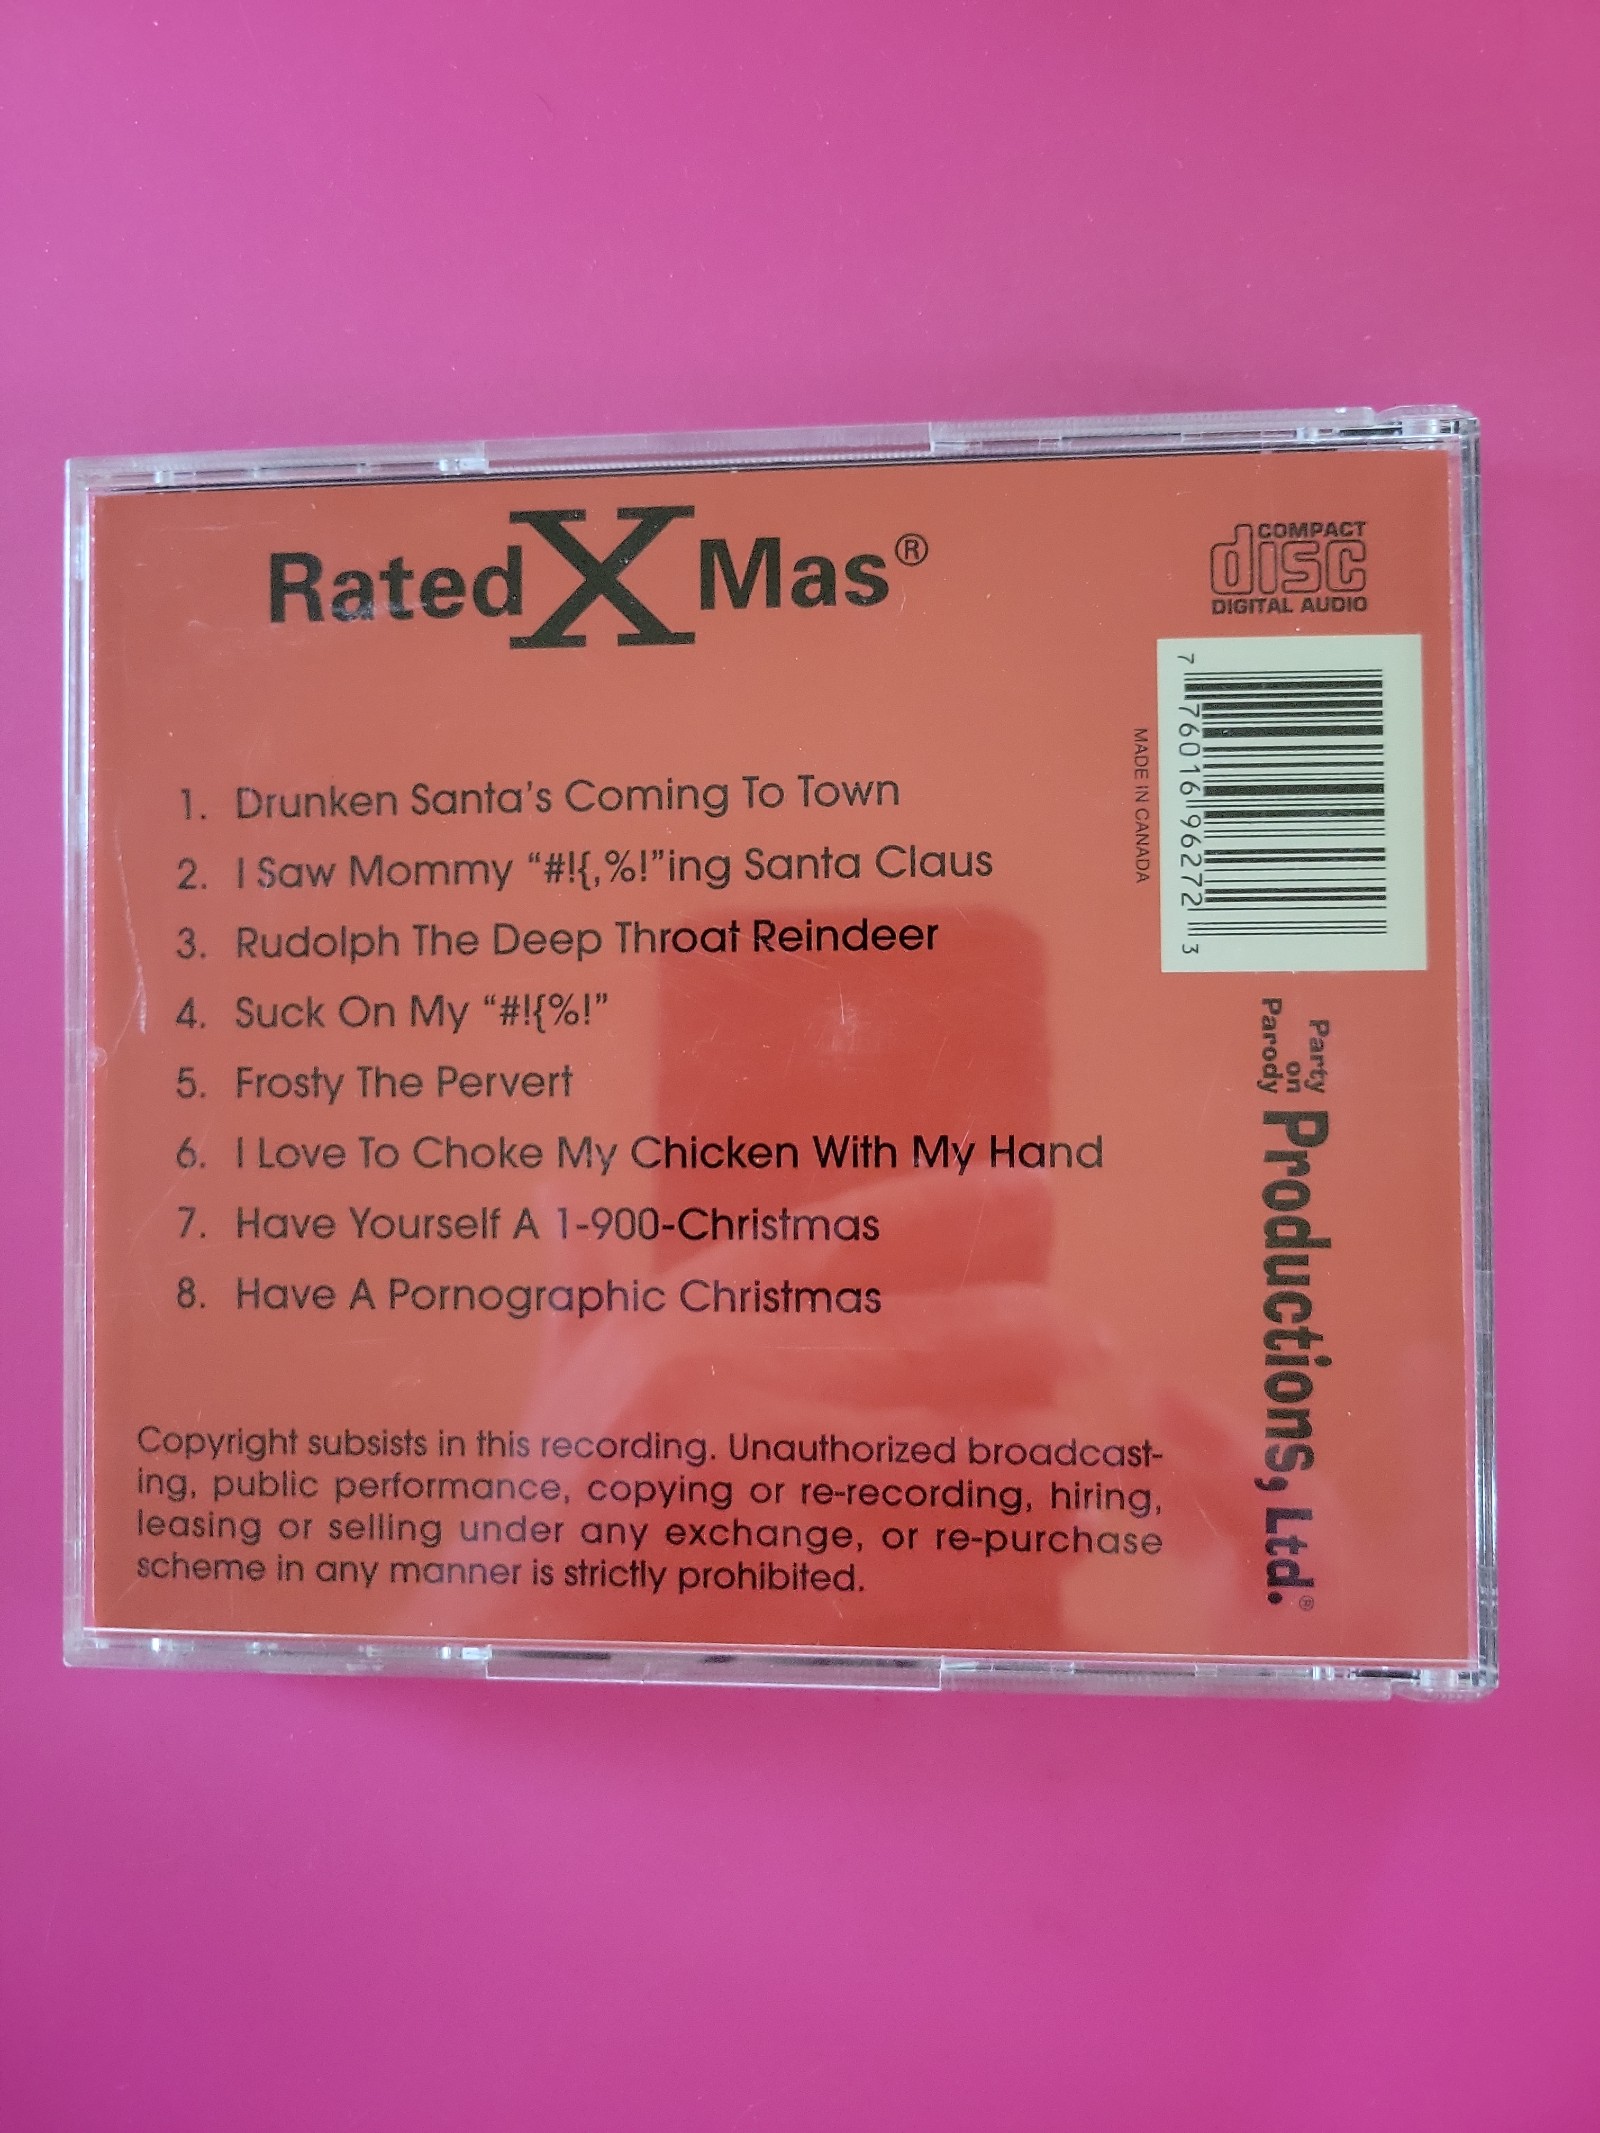 Rated X Mas®
COMPACT
disc
DIGITAL AUDIO
7 76016 96272 3
MADE IN CANADA
1. Drunken Santa's Coming To Town
2. I Saw Mommy “#!{,%!”ing Santa Claus
3. Rudolph The Deep Throat Reindeer
4. Suck On My “#!{%!”
5. Frosty The Pervert
6. I Love To Choke My Chicken With My Hand
7. Have Yourself A 1-900-Christmas
8. Have A Pornographic Christmas
Party
on
Parody
Productions, Ltd.®
Copyright subsists in this recording. Unauthorized broadcast-
ing, public performance, copying or re-recording, hiring,
leasing or selling under any exchange, or re-purchase
scheme in any manner is strictly prohibited.